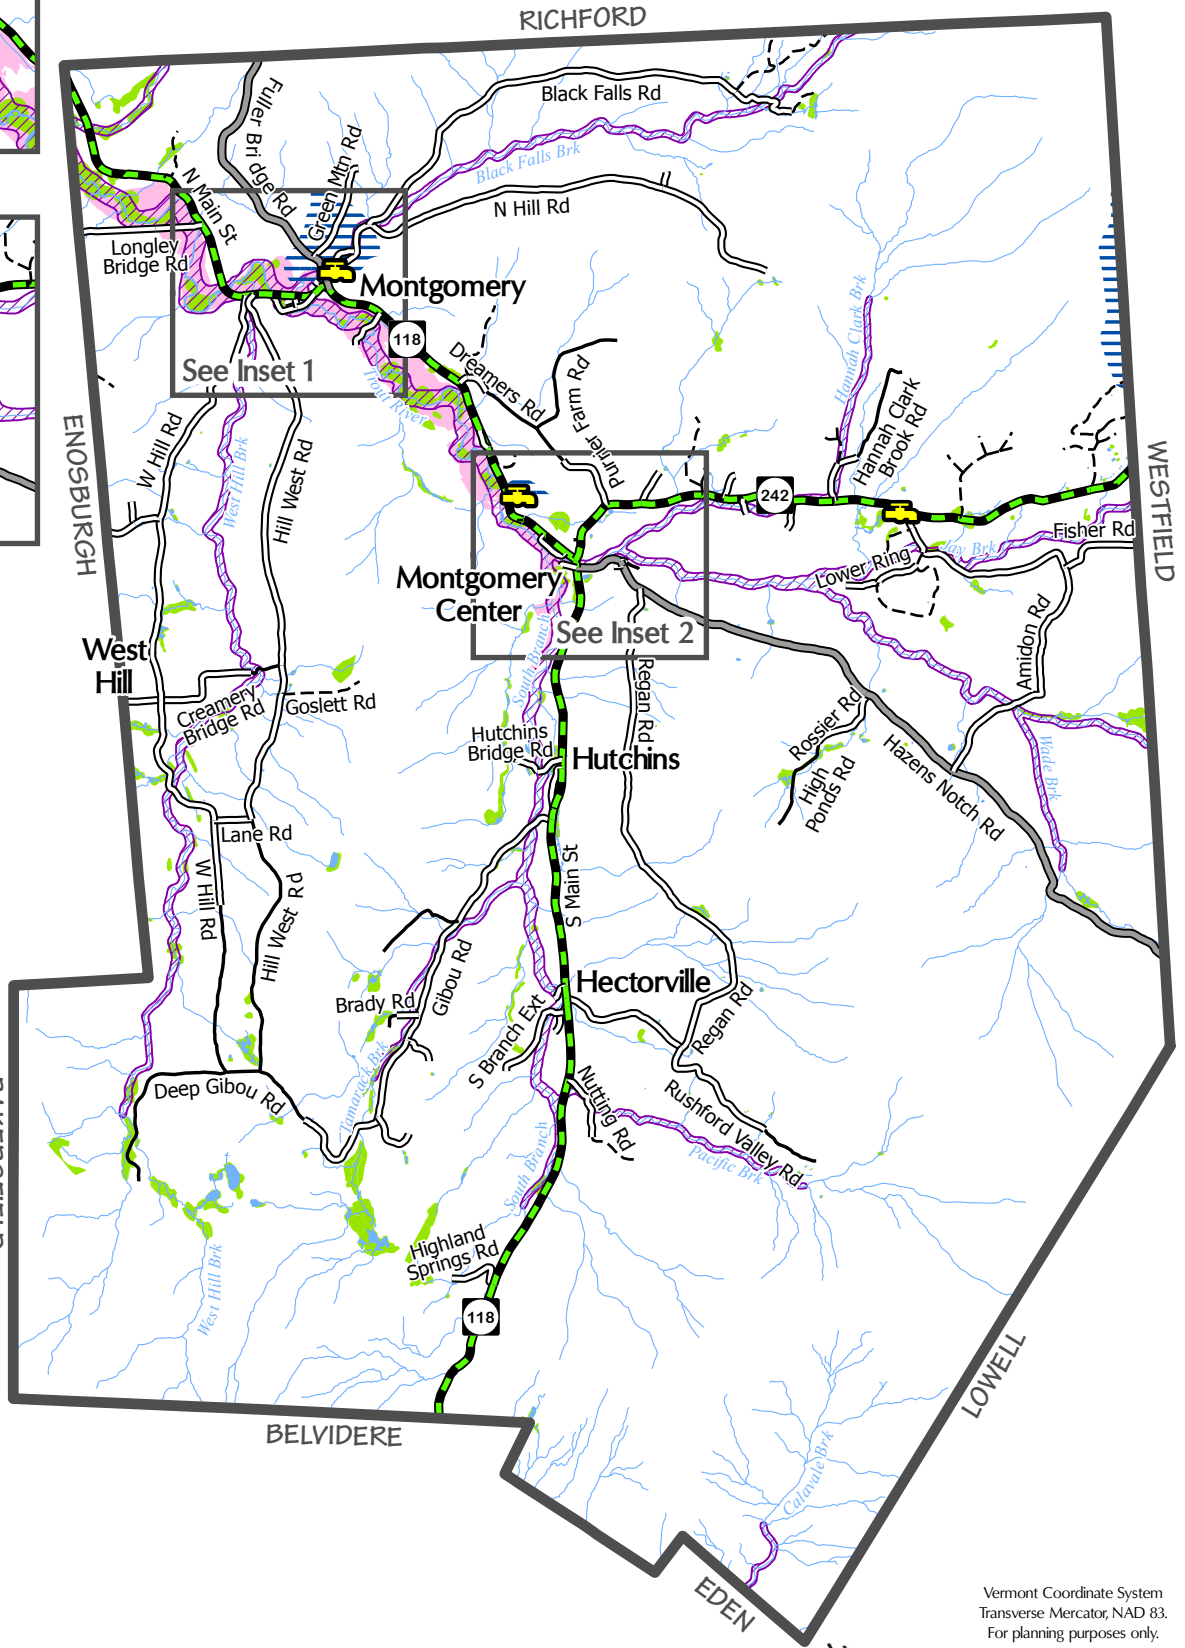 RICHFORD
Black Falls Rd
Fuller Bridge Rd
Green Mtn Rd
Black Falls Brk
N Main St
N Hill Rd
Longley
Bridge Rd
Montgomery
118
See Inset 1
Dreamers Rd
Trout River
Purrier Farm Rd
Hannah Clark Brk
Hannah Clark
Brook Rd
ENOSBURGH
W Hill Rd
West Hill Brk
Hill West Rd
242
WESTFIELD
Fisher Rd
Jay Brk
Lower Ring
Montgomery
Center
See Inset 2
South Branch
Regan Rd
Amidon Rd
West
Hill
Creamery
Bridge Rd
Goslett Rd
Hutchins
Bridge Rd
Hutchins
Rossier Rd
High
Ponds Rd
Hazens Notch Rd
Wade Brk
Lane Rd
W Hill Rd
Hill West Rd
S Main St
Gibou Rd
Brady Rd
Hectorville
S Branch Ext
Regan Rd
Tamarack Brk
Deep Gibou Rd
Nutting Rd
Rushford Valley Rd
Pacific Brk
South Branch
West Hill Brk
Highland
Springs Rd
118
LOWELL
BELVIDERE
Calavale Brk
EDEN
Vermont Coordinate System
Transverse Mercator, NAD 83.
For planning purposes only.